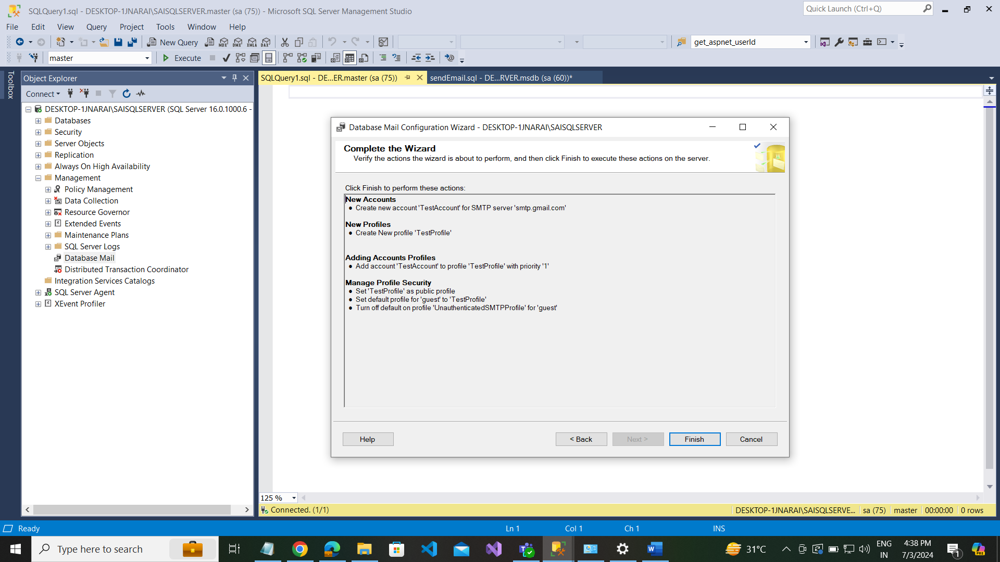 SQLQuery1.sql - DESKTOP-1JNARAI\SAISQLSERVER.master (sa (75)) - Microsoft SQL Server Management Studio
Quick Launch (Ctrl+Q)
File Edit View Query Project Tools Window Help
New Query
MDX DMX XMLA DAX
get_aspnet_userId
master
Execute
Toolbox
Object Explorer
Connect
DESKTOP-1JNARAI\SAISQLSERVER (SQL Server 16.0.1000.6 -
Databases
Security
Server Objects
Replication
Always On High Availability
Management
Policy Management
Data Collection
Resource Governor
Extended Events
Maintenance Plans
SQL Server Logs
Database Mail
Distributed Transaction Coordinator
Integration Services Catalogs
SQL Server Agent
XEvent Profiler
SQLQuery1.sql - DE...ER.master (sa (75))
sendEmail.sql - DE...RVER.msdb (sa (60))*
Database Mail Configuration Wizard - DESKTOP-1JNARAI\SAISQLSERVER
Complete the Wizard
Verify the actions the wizard is about to perform, and then click Finish to execute these actions on the server.
Click Finish to perform these actions:
New Accounts
● Create new account 'TestAccount' for SMTP server 'smtp.gmail.com'
New Profiles
● Create New profile 'TestProfile'
Adding Accounts Profiles
● Add account 'TestAccount' to profile 'TestProfile' with priority '1'
Manage Profile Security
● Set 'TestProfile' as public profile
● Set default profile for 'guest' to 'TestProfile'
● Turn off default on profile 'UnauthenticatedSMTPProfile' for 'guest'
Help
< Back
Next >
Finish
Cancel
125 %
Connected. (1/1)
DESKTOP-1JNARAI\SAISQLSERVE... sa (75) master 00:00:00 0 rows
Ready
Ln 1
Col 1
Ch 1
INS
Type here to search
31°C
ENG
IN
4:38 PM
7/3/2024
1
PRE